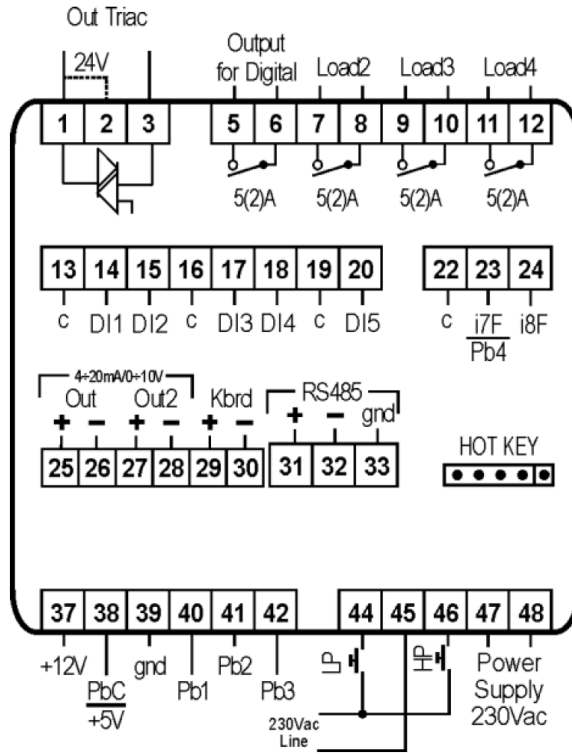 Out Triac
24V
Output
for Digital
Load2
Load3
Load4
1 2 3
5 6 7 8 9 10 11 12
5(2)A 5(2)A 5(2)A 5(2)A
13 14 15 16 17 18 19 20
22 23 24
c DI1 DI2 c DI3 DI4 c DI5
c i7F i8F
Pb4
4÷20mA/0÷10V
Out Out2 Kbrd
RS485
+ - + - + -
+ - gnd
25 26 27 28 29 30
31 32 33
HOT KEY
37 38 39 40 41 42
44 45 46 47 48
+12V
PbC
+5V
gnd
Pb1
Pb2
Pb3
LP
HP
Power
Supply
230Vac
230Vac
Line